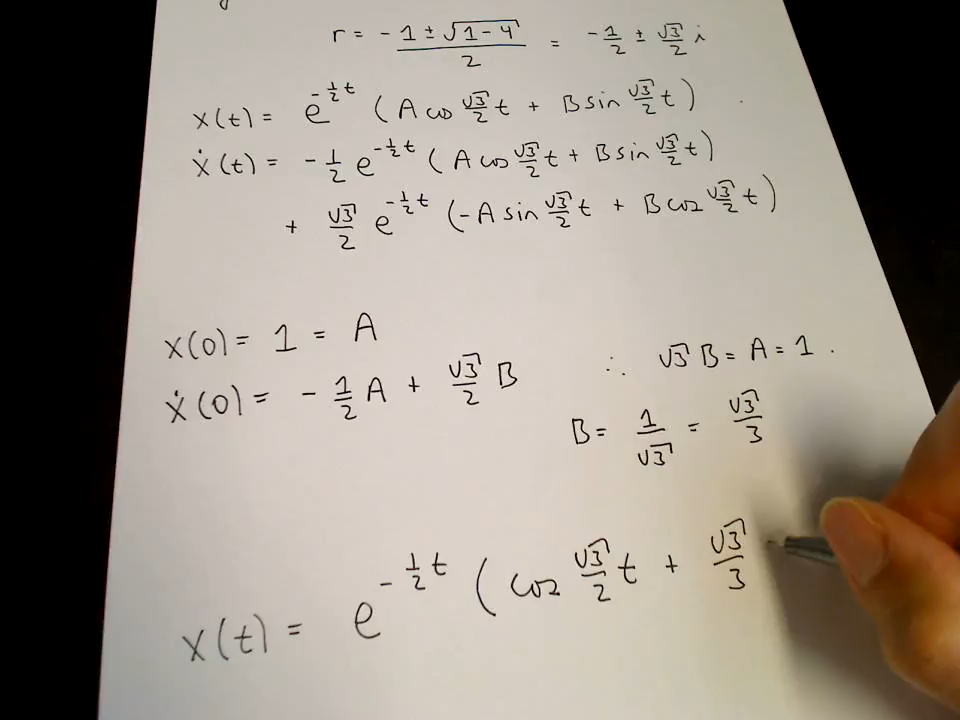 r = -1 ± √(1-4) / 2 = -1/2 ± √3/2 i
x(t) = e^(-1/2 t) (A cos √3/2 t + B sin √3/2 t)
ẋ(t) = -1/2 e^(-1/2 t) (A cos √3/2 t + B sin √3/2 t)
+ √3/2 e^(-1/2 t) (-A sin √3/2 t + B cos √3/2 t)
x(0) = 1 = A
ẋ(0) = -1/2 A + √3/2 B
∴ √3 B = A = 1.
B = 1/√3 = √3/3
x(t) = e^(-1/2 t) (cos √3/2 t + √3/3